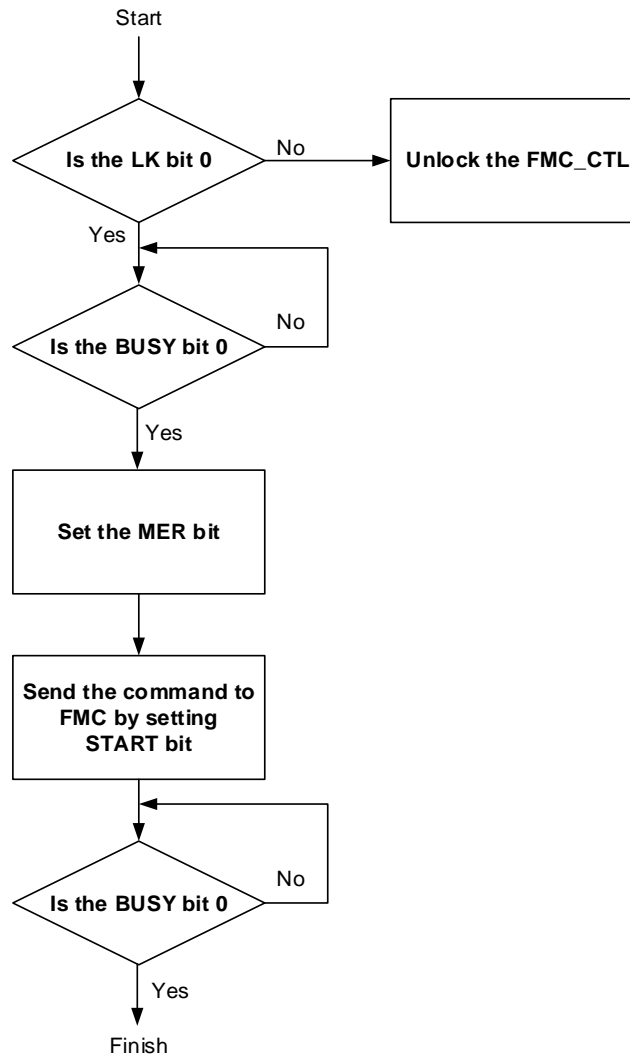 Start
Is the LK bit 0
No
Unlock the FMC_CTL
Yes
No
Is the BUSY bit 0
Yes
Set the MER bit
Send the command to
FMC by setting
START bit
No
Is the BUSY bit 0
Yes
Finish